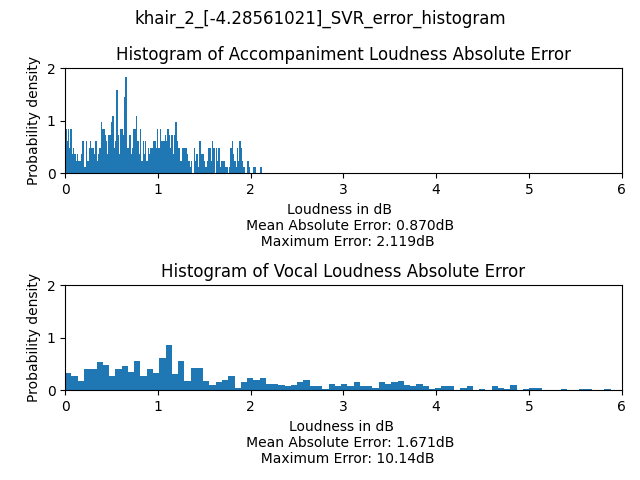 khair_2_[-4.28561021]_SVR_error_histogram
Histogram of Accompaniment Loudness Absolute Error
Probability density
2
1
0
0 1 2 3 4 5 6
Loudness in dB
Mean Absolute Error: 0.870dB
Maximum Error: 2.119dB
Histogram of Vocal Loudness Absolute Error
Probability density
2
1
0
0 1 2 3 4 5 6
Loudness in dB
Mean Absolute Error: 1.671dB
Maximum Error: 10.14dB